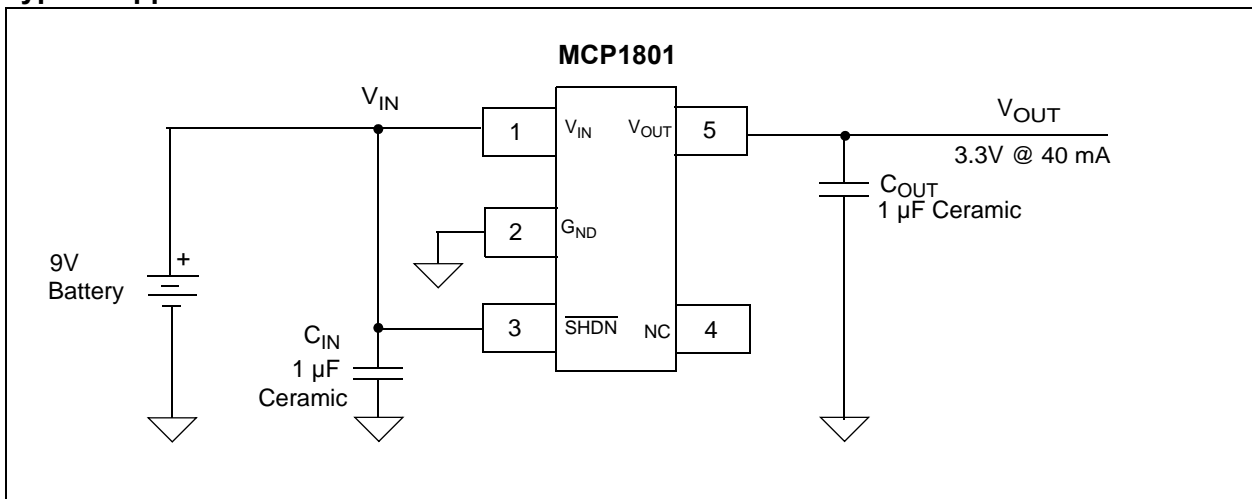 MCP1801
V_IN
1
V_IN
V_OUT
5
V_OUT
3.3V @ 40 mA
C_OUT
1 µF Ceramic
2
G_ND
9V
Battery
+
3
SHDN
NC
4
C_IN
1 µF
Ceramic